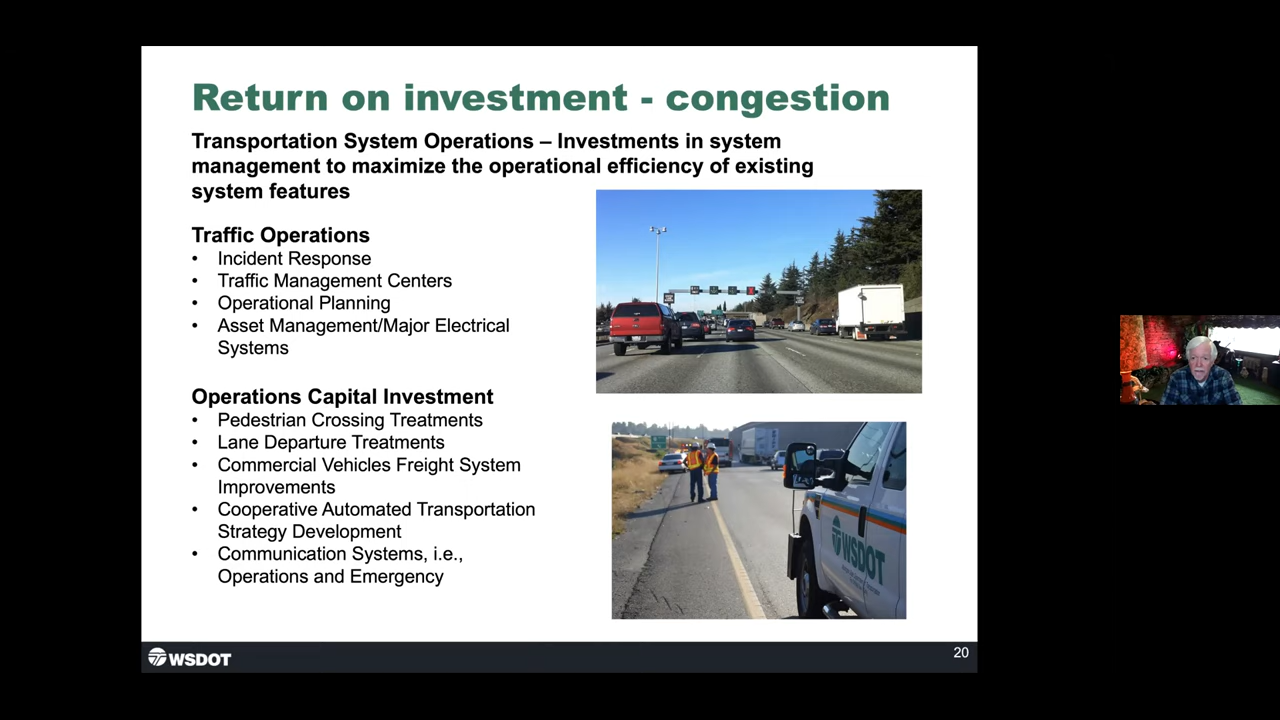 Return on investment - congestion
Transportation System Operations – Investments in system
management to maximize the operational efficiency of existing
system features
Traffic Operations
• Incident Response
• Traffic Management Centers
• Operational Planning
• Asset Management/Major Electrical
Systems
Operations Capital Investment
• Pedestrian Crossing Treatments
• Lane Departure Treatments
• Commercial Vehicles Freight System
Improvements
• Cooperative Automated Transportation
Strategy Development
• Communication Systems, i.e.,
Operations and Emergency
WSDOT
WSDOT
20